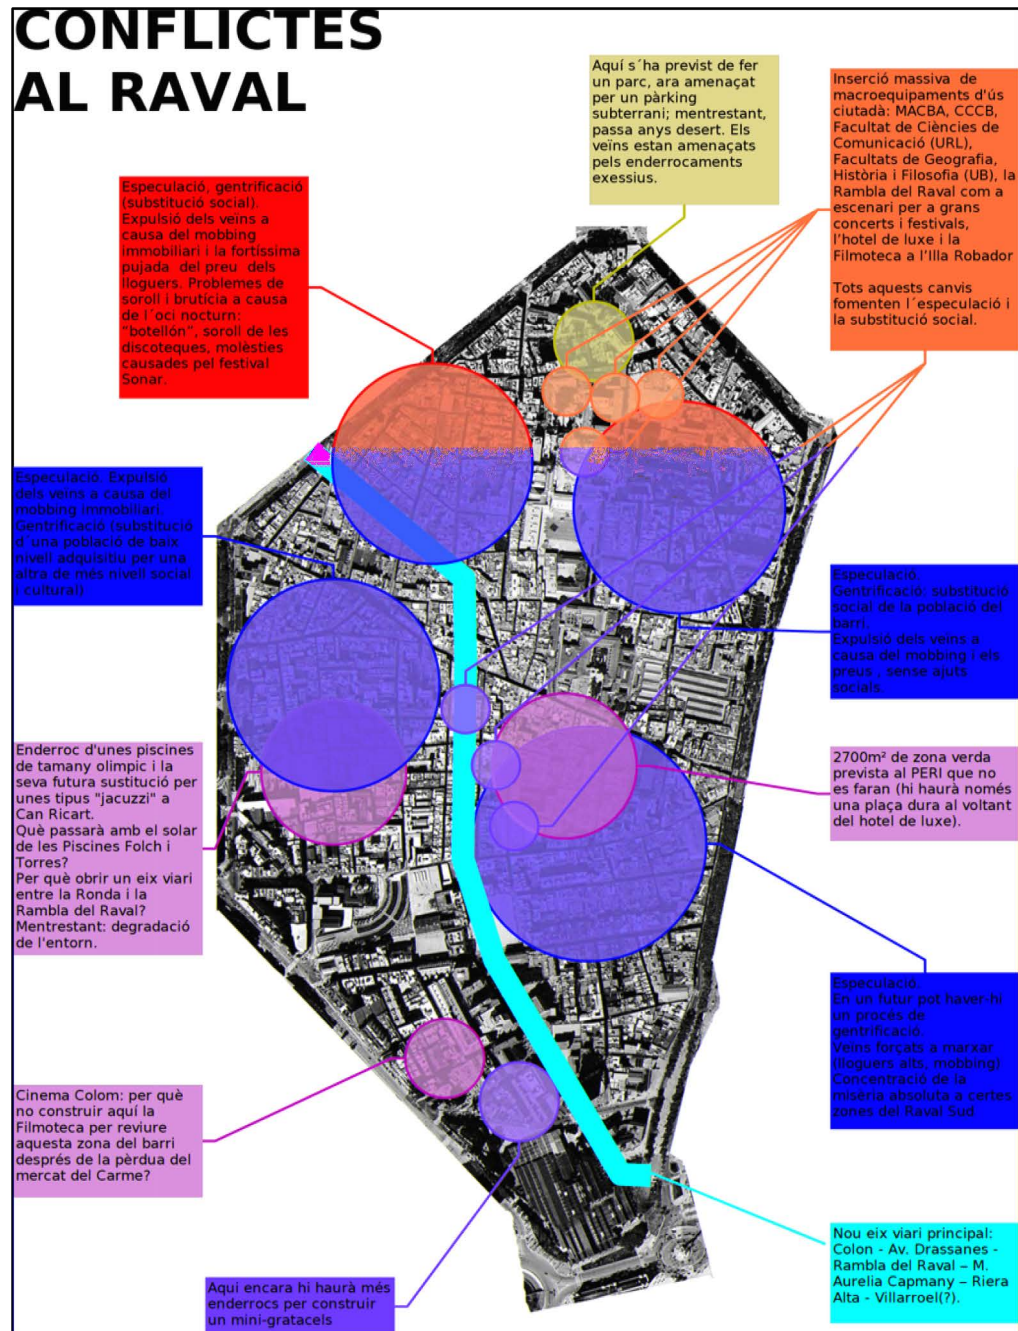 CONFLICTES
AL RAVAL
Aquí s´ha previst de fer
un parc, ara amenaçat
per un pàrking
subterrani; mentrestant,
passa anys desert. Els
veïns estan amenaçats
pels enderrocaments
exessius.
Inserció massiva de
macroequipaments d'ús
ciutadà: MACBA, CCCB,
Facultat de Ciències de
Comunicació (URL),
Facultats de Geografia,
Història i Filosofia (UB), la
Rambla del Raval com a
escenari per a grans
concerts i festivals,
l’hotel de luxe i la
Filmoteca a l’Illa Robador
Tots aquests canvis
fomenten l´especulació i
la substitució social.
Especulació, gentrificació
(substitució social).
Expulsió dels veïns a
causa del mobbing
immobiliari i la fortíssima
pujada del preu dels
lloguers. Problemes de
soroll i bruticia a causa
de l´oci nocturn:
“botellón”, soroll de les
discoteques, molèsties
causades pel festival
Sonar.
Especulació. Expulsió
dels veïns a causa del
mobbing immobiliari.
Gentrificació (substitució
d´una població de baix
nivell adquisitiu per una
altra de més nivell social
i cultural)
Especulació.
Gentrificació: substitució
social de la població del
barri.
Expulsió dels veïns a
causa del mobbing i els
preus , sense ajuts
socials.
Enderroc d'unes piscines
de tamany olimpic i la
seva futura sustitució per
unes tipus "jacuzzi" a
Can Ricart.
Què passarà amb el solar
de les Piscines Folch i
Torres?
Per què obrir un eix viari
entre la Ronda i la
Rambla del Raval?
Mentrestant: degradació
de l'entorn.
2700m² de zona verda
prevista al PERI que no
es faran (hi haurà només
una plaça dura al voltant
del hotel de luxe).
Especulació.
En un futur pot haver-hi
un procés de
gentrificació.
Veïns forçats a marxar
(lloguers alts, mobbing)
Concentració de la
misèria absoluta a certes
zones del Raval Sud
Cinema Colom: per què
no construir aquí la
Filmoteca per reviure
aquesta zona del barri
després de la pèrdua del
mercat del Carme?
Nou eix viari principal:
Colon - Av. Drassanes -
Rambla del Raval – M.
Aurelia Capmany – Riera
Alta - Villarroel(?).
Aqui encara hi haurà més
enderrocs per construir
un mini-gratacels